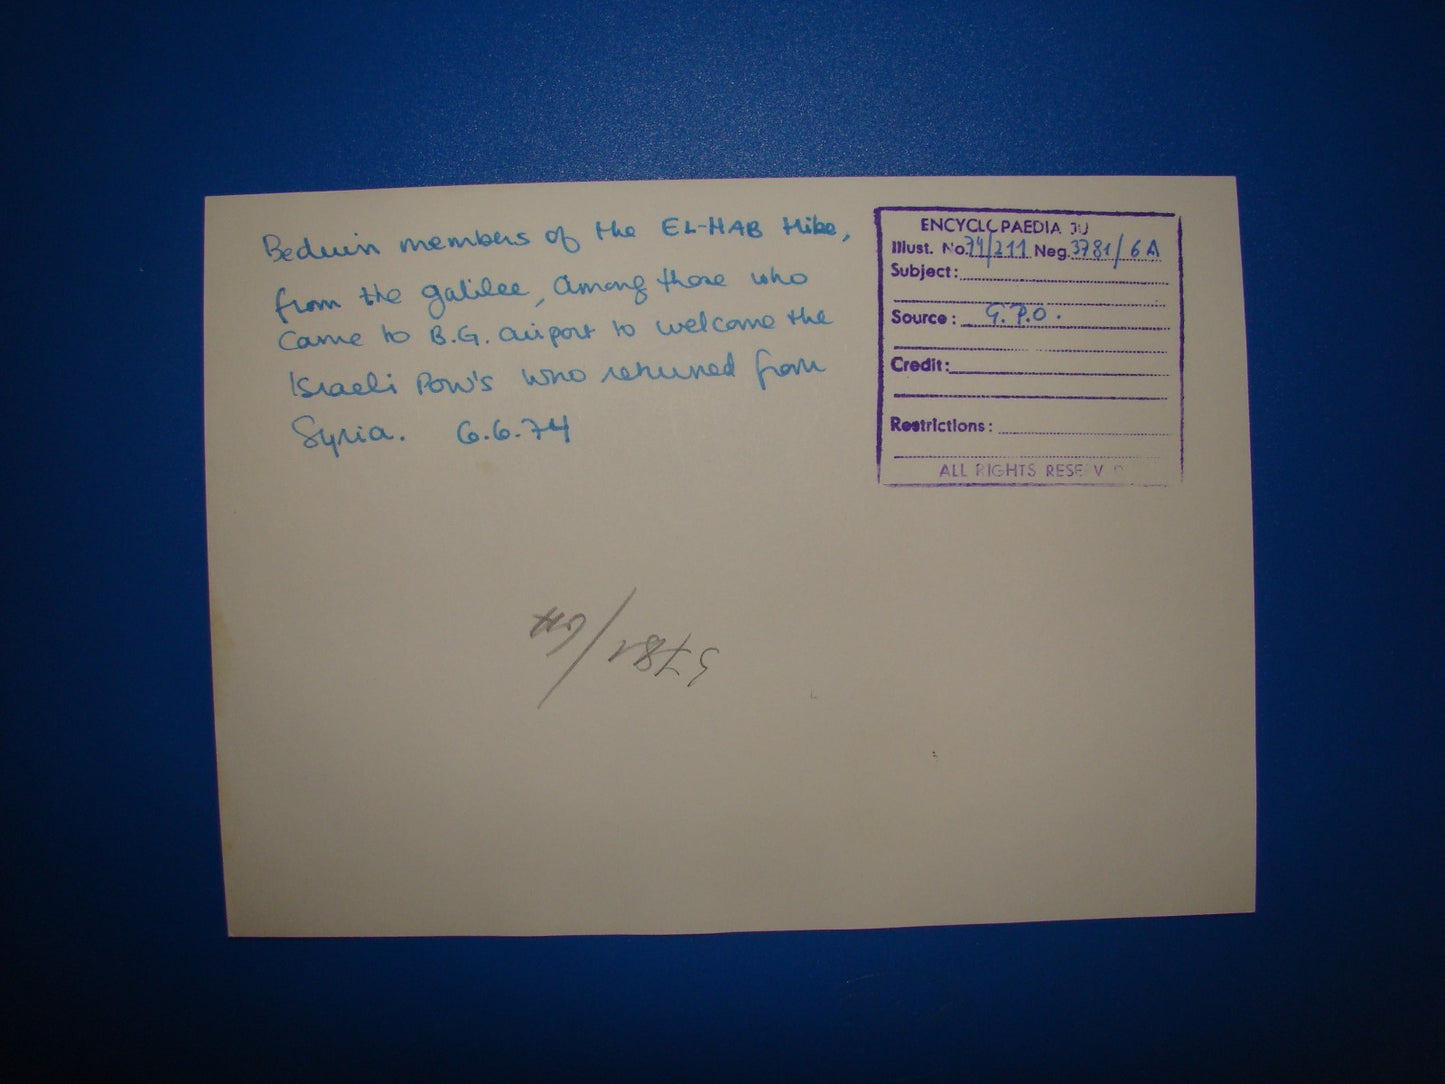 Beduin members of the EL-HAB tribe,
from the galilee, among those who
came to B.G. airport to welcome the
Israeli POW's who returned from
Syria. 6.6.74
ENCYCLOPAEDIA JU
Illust. No. 74/211 Neg. 3781/6A
Subject:
Source: G.P.O.
Credit:
Restrictions:
ALL RIGHTS RESE V D
3781/6A